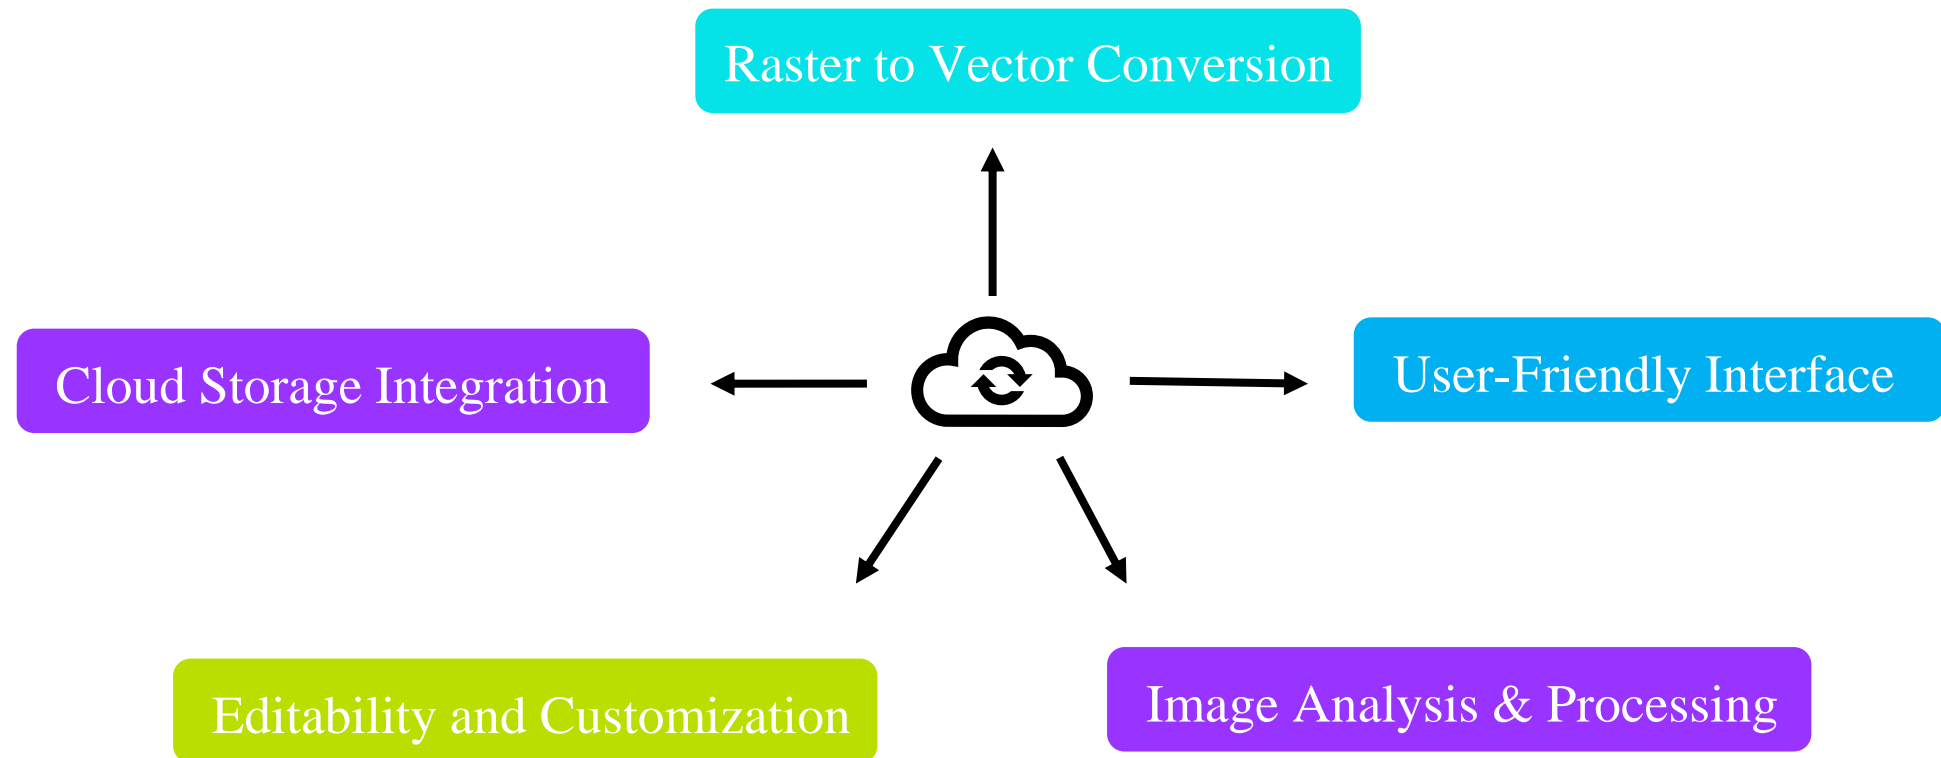 Raster to Vector Conversion
Cloud Storage Integration
User-Friendly Interface
Editability and Customization
Image Analysis & Processing